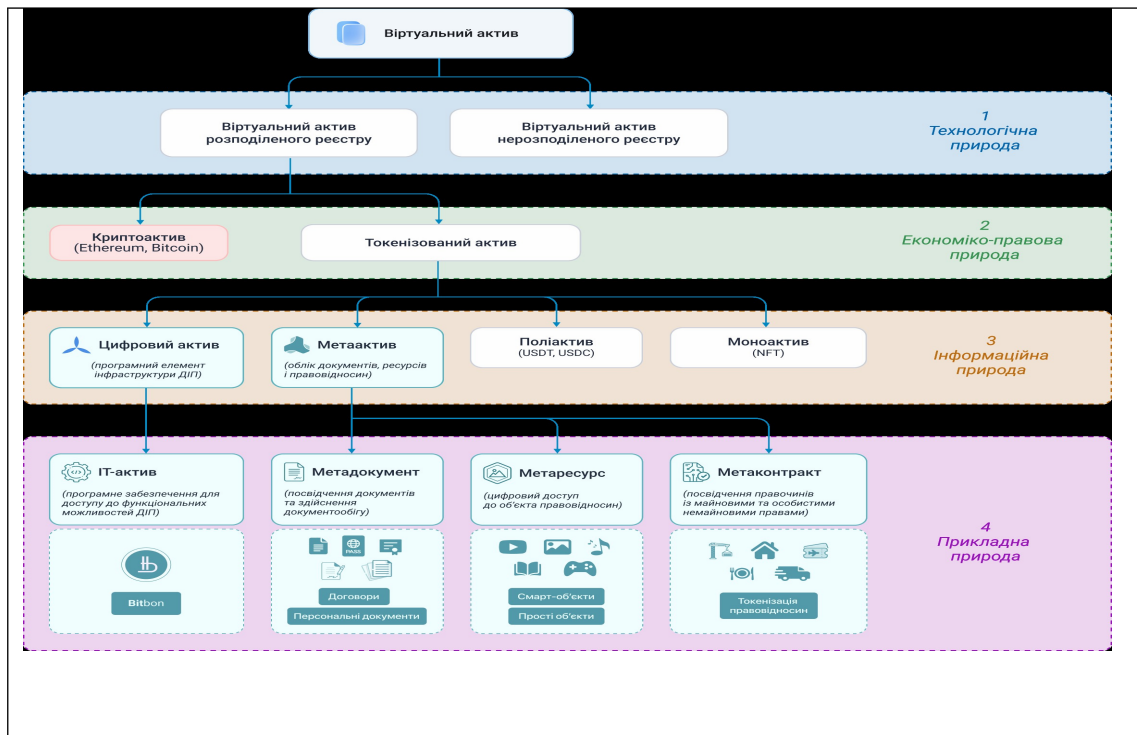 Віртуальний актив
Віртуальний актив
розподіленого реєстру
Віртуальний актив
нерозподіленого реєстру
1
Технологічна
природа
Криптоактив
(Ethereum, Bitcoin)
Токенізований актив
2
Економіко-правова
природа
Цифровий актив
(програмний елемент
інфраструктури ДІП)
Метаактив
(облік документів, ресурсів
і правовідносин)
Поліактив
(USDT, USDC)
Моноактив
(NFT)
3
Інформаційна
природа
ІТ-актив
(програмне забезпечення для
доступу до функціональних
можливостей ДІП)
Метадокумент
(посвідчення документів
та здійснення
документообігу)
Метаресурс
(цифровий доступ
до об'єкта правовідносин)
Метаконтракт
(посвідчення правочинів
із майновими та особистими
немайновими правами)
4
Прикладна
природа
Bitbon
PASS
Договори
Персональні документи
Смарт-об'єкти
Прості об'єкти
Токенізація
правовідносин